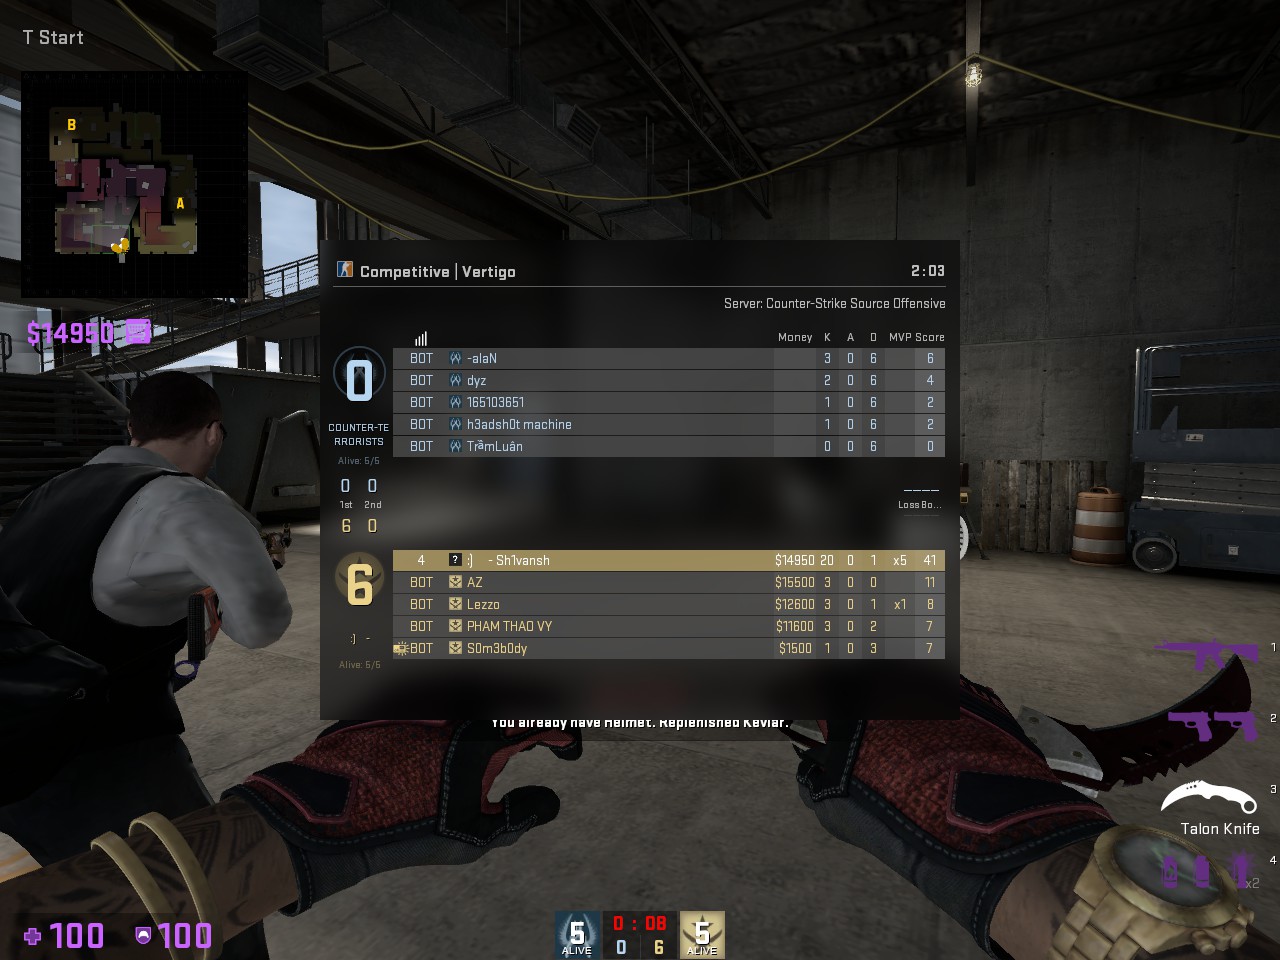 T Start
B
A
$14950
Competitive | Vertigo
2:03
Server: Counter-Strike Source Offensive
Money K A D MVP Score
BOT -alaN 3 0 6 6
BOT dyz 2 0 6 4
BOT 165103651 1 0 6 2
BOT h3adsh0t machine 1 0 6 2
BOT TrầmLuân 0 0 6 0
0
COUNTER-TE
RRORISTS
Alive: 5/5
0 0
1st 2nd
6 0
Loss Bo...
4 ? :) - Sh1vansh $14950 20 0 1 x5 41
BOT AZ $15500 3 0 0 11
BOT Lezzo $12600 3 0 1 x1 8
BOT PHAM THAO VY $11600 3 0 2 7
BOT S0m3b0dy $1500 1 0 3 7
6
:) -
Alive: 5/5
You already have Helmet. Replenished Kevlar.
1
2
3
Talon Knife
4
x2
100
100
5
ALIVE
0:08
0 6
5
ALIVE